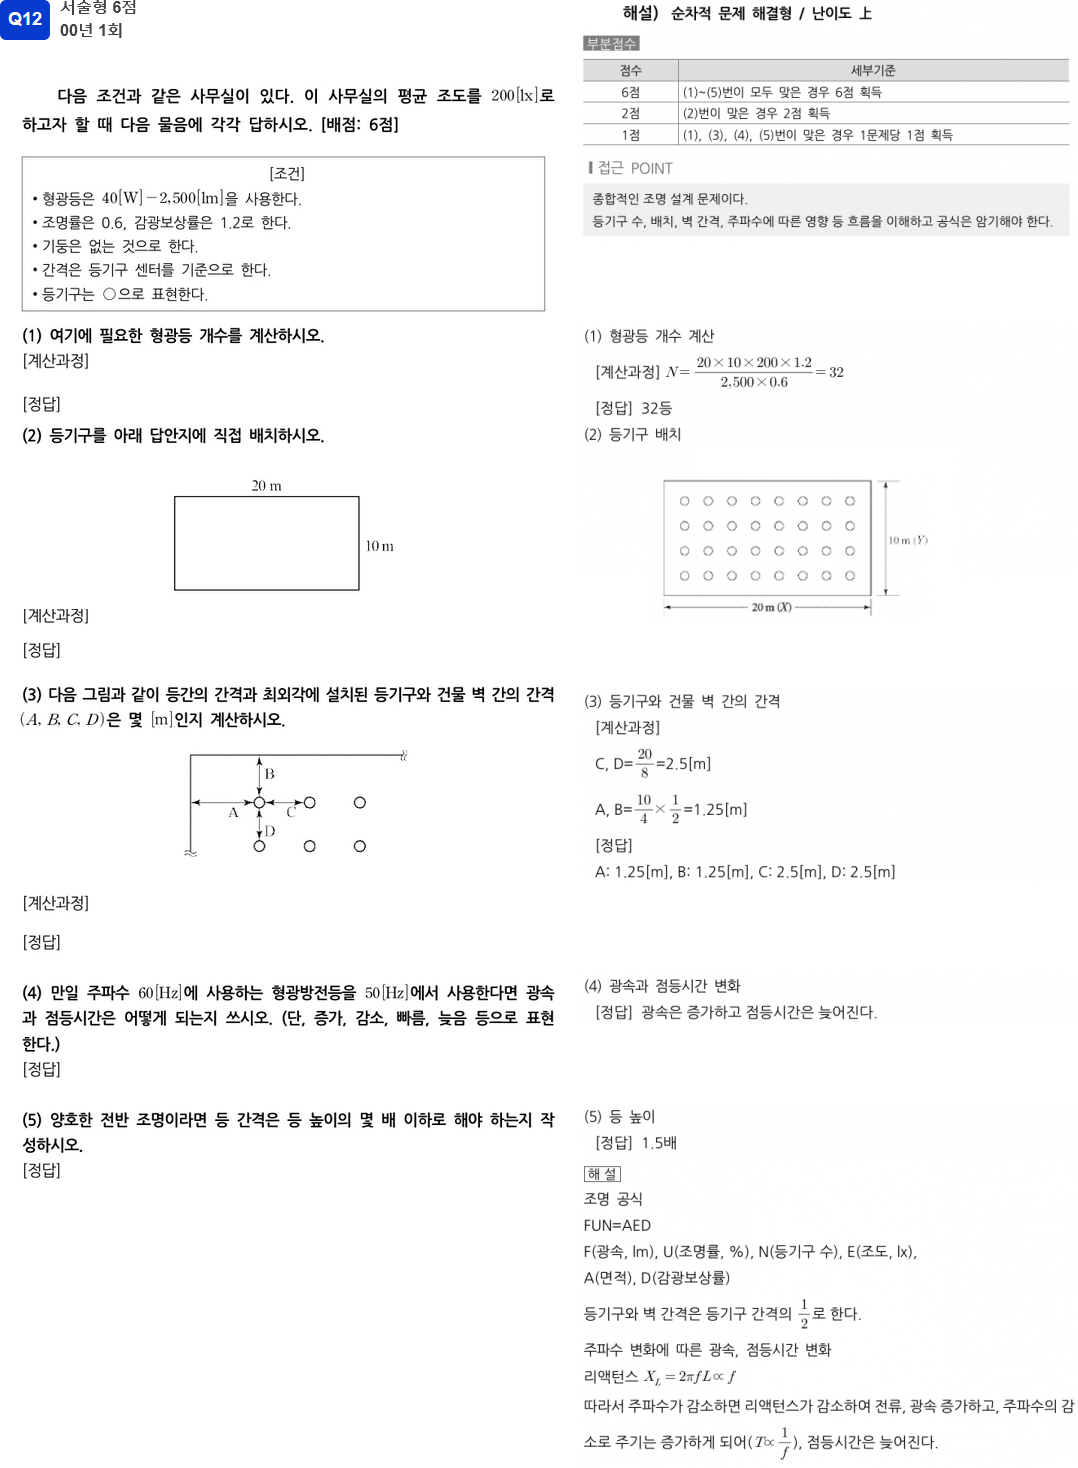 Q12
서술형 6점
00년 1회
다음 조건과 같은 사무실이 있다. 이 사무실의 평균 조도를 200[lx]로
하고자 할 때 다음 물음에 각각 답하시오. [배점: 6점]
[조건]
• 형광등은 40[W]-2,500[lm]을 사용한다.
• 조명률은 0.6, 감광보상률은 1.2로 한다.
• 기둥은 없는 것으로 한다.
• 간격은 등기구 센터를 기준으로 한다.
• 등기구는 ○으로 표현한다.
(1) 여기에 필요한 형광등 개수를 계산하시오.
[계산과정]
[정답]
(2) 등기구를 아래 답안지에 직접 배치하시오.
20 m
10 m
[계산과정]
[정답]
(3) 다음 그림과 같이 등간의 간격과 최외각에 설치된 등기구와 건물 벽 간의 간격
(A, B, C, D)은 몇 [m]인지 계산하시오.
B
A
C
D
[계산과정]
[정답]
(4) 만일 주파수 60[Hz]에 사용하는 형광방전등을 50[Hz]에서 사용한다면 광속
과 점등시간은 어떻게 되는지 쓰시오. (단, 증가, 감소, 빠름, 늦음 등으로 표현
한다.)
[정답]
(5) 양호한 전반 조명이라면 등 간격은 등 높이의 몇 배 이하로 해야 하는지 작
성하시오.
[정답]
해설) 순차적 문제 해결형 / 난이도 上
부분점수
점수 세부기준
6점 (1)~(5)번이 모두 맞은 경우 6점 획득
2점 (2)번이 맞은 경우 2점 획득
1점 (1), (3), (4), (5)번이 맞은 경우 1문제당 1점 획득
접근 POINT
종합적인 조명 설계 문제이다.
등기구 수, 배치, 벽 간격, 주파수에 따른 영향 등 흐름을 이해하고 공식은 암기해야 한다.
(1) 형광등 개수 계산
[계산과정] N = 20×10×200×1.2 / 2,500×0.6 = 32
[정답] 32등
(2) 등기구 배치
10 m (Y)
20 m (X)
(3) 등기구와 건물 벽 간의 간격
[계산과정]
C, D= 20/8 =2.5[m]
A, B= 10/4 × 1/2 =1.25[m]
[정답]
A: 1.25[m], B: 1.25[m], C: 2.5[m], D: 2.5[m]
(4) 광속과 점등시간 변화
[정답] 광속은 증가하고 점등시간은 늦어진다.
(5) 등 높이
[정답] 1.5배
해 설
조명 공식
FUN=AED
F(광속, lm), U(조명률, %), N(등기구 수), E(조도, lx),
A(면적), D(감광보상률)
등기구와 벽 간격은 등기구 간격의 1/2로 한다.
주파수 변화에 따른 광속, 점등시간 변화
리액턴스 X_L = 2πfL∝f
따라서 주파수가 감소하면 리액턴스가 감소하여 전류, 광속 증가하고, 주파수의 감
소로 주기는 증가하게 되어(T∝ 1/f), 점등시간은 늦어진다.